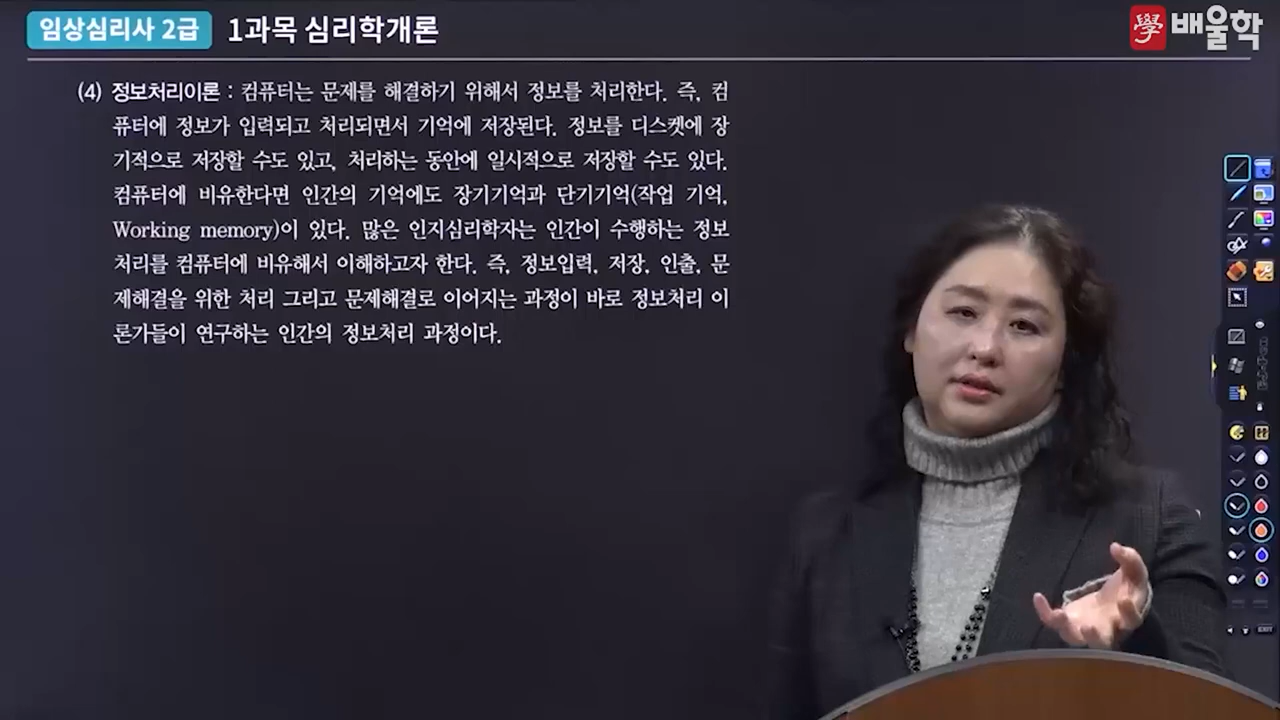 임상심리사 2급 1과목 심리학개론
學 배울학
(4) 정보처리이론 : 컴퓨터는 문제를 해결하기 위해서 정보를 처리한다. 즉, 컴
퓨터에 정보가 입력되고 처리되면서 기억에 저장된다. 정보를 디스켓에 장
기적으로 저장할 수도 있고, 처리하는 동안에 일시적으로 저장할 수도 있다.
컴퓨터에 비유한다면 인간의 기억에도 장기기억과 단기기억(작업 기억,
Working memory)이 있다. 많은 인지심리학자는 인간이 수행하는 정보
처리를 컴퓨터에 비유해서 이해하고자 한다. 즉, 정보입력, 저장, 인출, 문
제해결을 위한 처리 그리고 문제해결로 이어지는 과정이 바로 정보처리 이
론가들이 연구하는 인간의 정보처리 과정이다.
EXIT